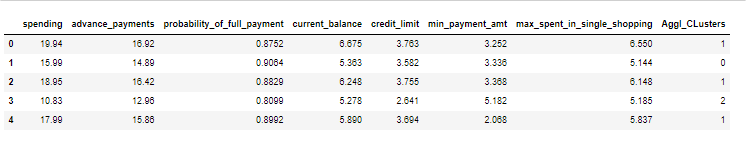 spending advance_payments probability_of_full_payment current_balance credit_limit min_payment_amt max_spent_in_single_shopping Aggl_CLusters
0 19.94 16.92 0.8752 6.675 3.763 3.252 6.550 1
1 15.99 14.89 0.9064 5.363 3.582 3.336 5.144 0
2 18.95 16.42 0.8829 6.248 3.755 3.368 6.148 1
3 10.83 12.96 0.8099 5.278 2.641 5.182 5.185 2
4 17.99 15.86 0.8992 5.890 3.694 2.068 5.837 1